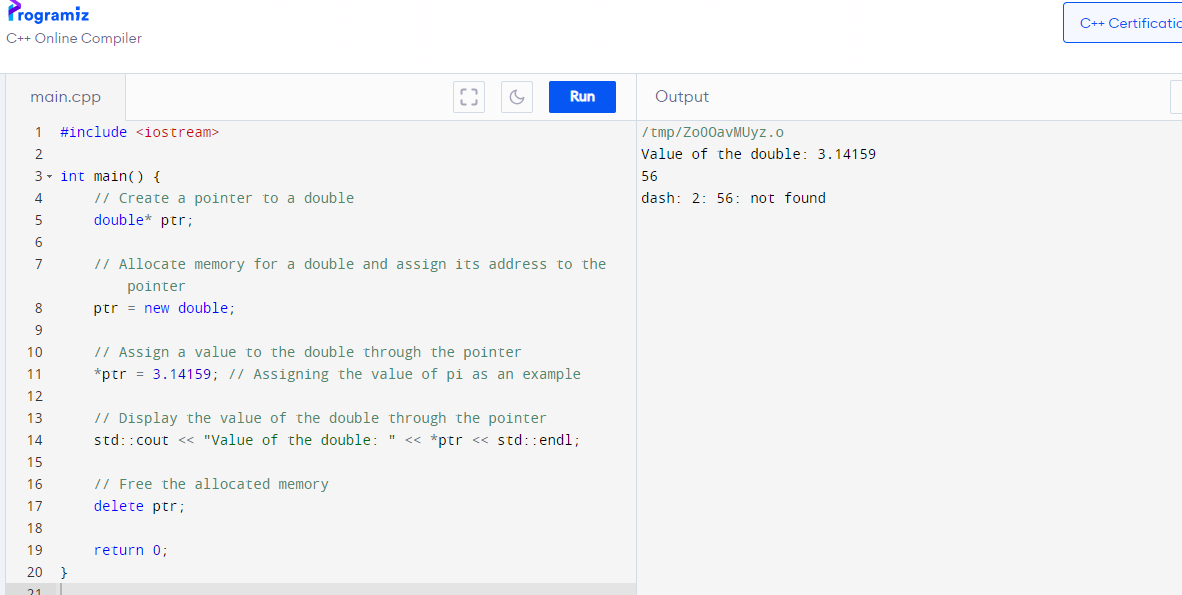 Programiz
C++ Online Compiler
C++ Certificatio
main.cpp
Run
Output
1 #include <iostream>
2
3 int main() {
4 // Create a pointer to a double
5 double* ptr;
6
7 // Allocate memory for a double and assign its address to the
pointer
8 ptr = new double;
9
10 // Assign a value to the double through the pointer
11 *ptr = 3.14159; // Assigning the value of pi as an example
12
13 // Display the value of the double through the pointer
14 std::cout << "Value of the double: " << *ptr << std::endl;
15
16 // Free the allocated memory
17 delete ptr;
18
19 return 0;
20 }
21
/tmp/ZoOOavMUyz.o
Value of the double: 3.14159
56
dash: 2: 56: not found